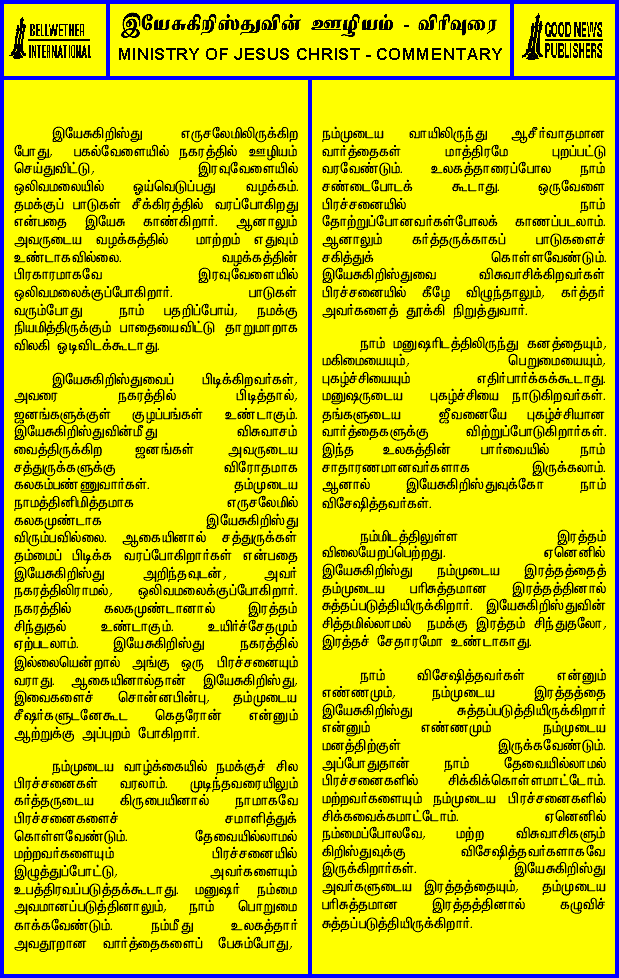 BELLWETHER
INTERNATIONAL
இயேசுகிறிஸ்துவின் ஊழியம் - விரிவுரை
MINISTRY OF JESUS CHRIST - COMMENTARY
GOOD NEWS
PUBLISHERS
இயேசுகிறிஸ்து எருசலேமிலிருக்கிற
போது, பகல்வேளையில் நகரத்தில் ஊழியம்
செய்துவிட்டு, இரவுவேளையில்
ஒலிவமலையில் ஓய்வெடுப்பது வழக்கம்.
தமக்குப் பாடுகள் சீக்கிரத்தில் வரப்போகிறது
என்பதை இயேசு காண்கிறார். ஆனாலும்
அவருடைய வழக்கத்தில் மாற்றம் எதுவும்
உண்டாகவில்லை. வழக்கத்தின்
பிரகாரமாகவே இரவுவேளையில்
ஒலிவமலைக்குப்போகிறார். பாடுகள்
வரும்போது நாம் பதறிப்போய், நமக்கு
நியமித்திருக்கும் பாதையைவிட்டு தாறுமாறாக
விலகி ஓடிவிடக்கூடாது.
இயேசுகிறிஸ்துவைப் பிடிக்கிறவர்கள்,
அவரை நகரத்தில் பிடித்தால்,
ஜனங்களுக்குள் குழப்பங்கள் உண்டாகும்.
இயேசுகிறிஸ்துவின்மீது விசுவாசம்
வைத்திருக்கிற ஜனங்கள் அவருடைய
சத்துருக்களுக்கு விரோதமாக
கலகம்பண்ணுவார்கள். தம்முடைய
நாமத்தினிமித்தமாக எருசலேமில்
கலகமுண்டாக இயேசுகிறிஸ்து
விரும்பவில்லை. ஆகையினால் சத்துருக்கள்
தம்மைப் பிடிக்க வரப்போகிறார்கள் என்பதை
இயேசுகிறிஸ்து அறிந்தவுடன், அவர்
நகரத்திலிராமல், ஒலிவமலைக்குப்போகிறார்.
நகரத்தில் கலகமுண்டானால் இரத்தம்
சிந்துதல் உண்டாகும். உயிர்ச்சேதமும்
ஏற்படலாம். இயேசுகிறிஸ்து நகரத்தில்
இல்லையென்றால் அங்கு ஒரு பிரச்சனையும்
வராது. ஆகையினால்தான் இயேசுகிறிஸ்து,
இவைகளைச் சொன்னபின்பு, தம்முடைய
சீஷர்களுடனேகூட கெதரோன் என்னும்
ஆற்றுக்கு அப்புறம் போகிறார்.
நம்முடைய வாழ்க்கையில் நமக்குச் சில
பிரச்சனைகள் வரலாம். முடிந்தவரையிலும்
கர்த்தருடைய கிருபையினால் நாமாகவே
பிரச்சனைகளைச் சமாளித்துக்
கொள்ளவேண்டும். தேவையில்லாமல்
மற்றவர்களையும் பிரச்சனையில்
இழுத்துப்போட்டு, அவர்களையும்
உபத்திரவப்படுத்தக்கூடாது. மனுஷர் நம்மை
அவமானப்படுத்தினாலும், நாம் பொறுமை
காக்கவேண்டும். நம்மீது உலகத்தார்
அவதூறான வார்த்தைகளைப் பேசும்போது,
நம்முடைய வாயிலிருந்து ஆசீர்வாதமான
வார்த்தைகள் மாத்திரமே புறப்பட்டு
வரவேண்டும். உலகத்தாரைப்போல நாம்
சண்டைபோடக் கூடாது. ஒருவேளை
பிரச்சனையில் நாம்
தோற்றுப்போனவர்கள்போலக் காணப்படலாம்.
ஆனாலும் கர்த்தருக்காகப் பாடுகளைச்
சகித்துக் கொள்ளவேண்டும்.
இயேசுகிறிஸ்துவை விசுவாசிக்கிறவர்கள்
பிரச்சனையில் கீழே விழுந்தாலும், கர்த்தர்
அவர்களைத் தூக்கி நிறுத்துவார்.
நாம் மனுஷரிடத்திலிருந்து கனத்தையும்,
மகிமையையும், பெறுமையையும்,
புகழ்ச்சியையும் எதிர்பார்க்கக்கூடாது.
மனுஷருடைய புகழ்ச்சியை நாடுகிறவர்கள்.
தங்களுடைய ஜீவனையே புகழ்ச்சியான
வார்த்தைகளுக்கு விற்றுப்போடுகிறார்கள்.
இந்த உலகத்தின் பார்வையில் நாம்
சாதாரணமானவர்களாக இருக்கலாம்.
ஆனால் இயேசுகிறிஸ்துவுக்கோ நாம்
விசேஷித்தவர்கள்.
நம்மிடத்திலுள்ள இரத்தம்
விலையேறப்பெற்றது. ஏனெனில்
இயேசுகிறிஸ்து நம்முடைய இரத்தத்தைத்
தம்முடைய பரிசுத்தமான இரத்தத்தினால்
சுத்தப்படுத்தியிருக்கிறார். இயேசுகிறிஸ்துவின்
சித்தமில்லாமல் நமக்கு இரத்தம் சிந்துதலோ,
இரத்தச் சேதாரமோ உண்டாகாது.
நாம் விசேஷித்தவர்கள் என்னும்
எண்ணமும், நம்முடைய இரத்தத்தை
இயேசுகிறிஸ்து சுத்தப்படுத்தியிருக்கிறார்
என்னும் எண்ணமும் நம்முடைய
மனத்திற்குள் இருக்கவேண்டும்.
அப்போதுதான் நாம் தேவையில்லாமல்
பிரச்சனைகளில் சிக்கிக்கொள்ளமாட்டோம்.
மற்றவர்களையும் நம்முடைய பிரச்சனைகளில்
சிக்கவைக்கமாட்டோம். ஏனெனில்
நம்மைப்போலவே, மற்ற விசுவாசிகளும்
கிறிஸ்துவுக்கு விசேஷித்தவர்களாகவே
இருக்கிறார்கள். இயேசுகிறிஸ்து
அவர்களுடைய இரத்தத்தையும், தம்முடைய
பரிசுத்தமான இரத்தத்தினால் கழுவிச்
சுத்தப்படுத்தியிருக்கிறார்.